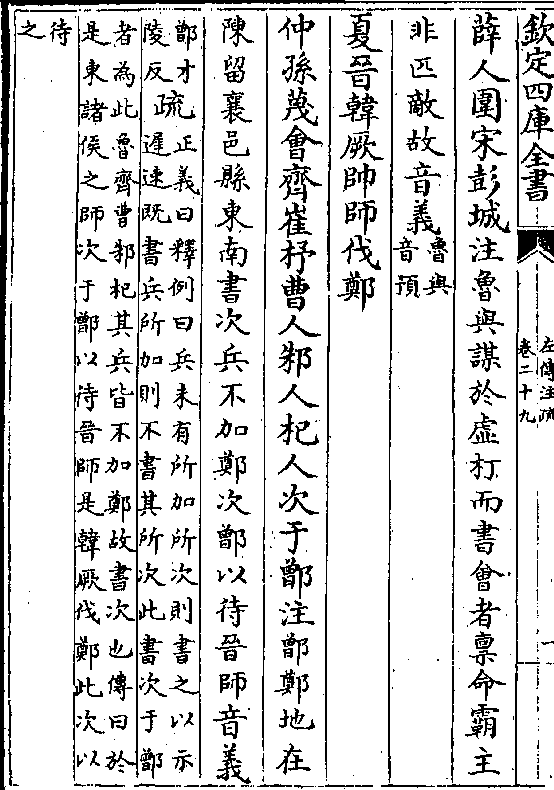 欽定四庫全書
左傳注疏
卷二十九
一
薛人圍宋彭城注魯與謀於虛朾而書會者禀命霸主
非匹敵故音義魯與
音預
夏晉韓厥帥師伐鄭
仲孫蔑會齊崔杼曹人邾人杞人次于鄫注鄫鄭地在
陳留襄邑縣東南書次兵不加鄭次鄫以待晉師音義
鄫才
陵反疏正義曰釋例曰兵未有所加所次則書之以示
遲速既書兵所加則不書其所次此書次于鄫
者為此魯齊曹邾杞其兵皆不加鄭故書次也傳曰於
是東諸侯之師次于鄫以待晉師是韓厥伐鄭此次以
待
之